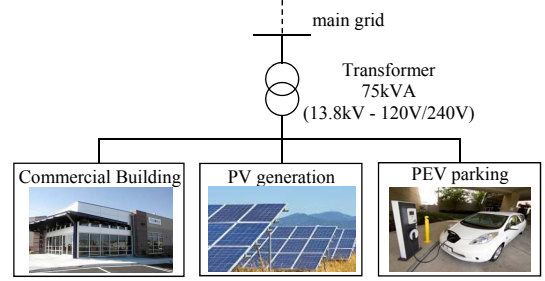 main grid
Transformer
75kVA
(13.8kV - 120V/240V)
Commercial Building
PV generation
PEV parking